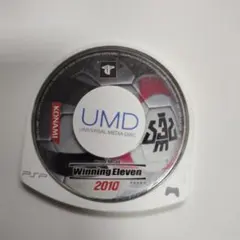 KONAMI
UMD
UNIVERSAL MEDIA DISC
Winning Eleven
2010
PSP